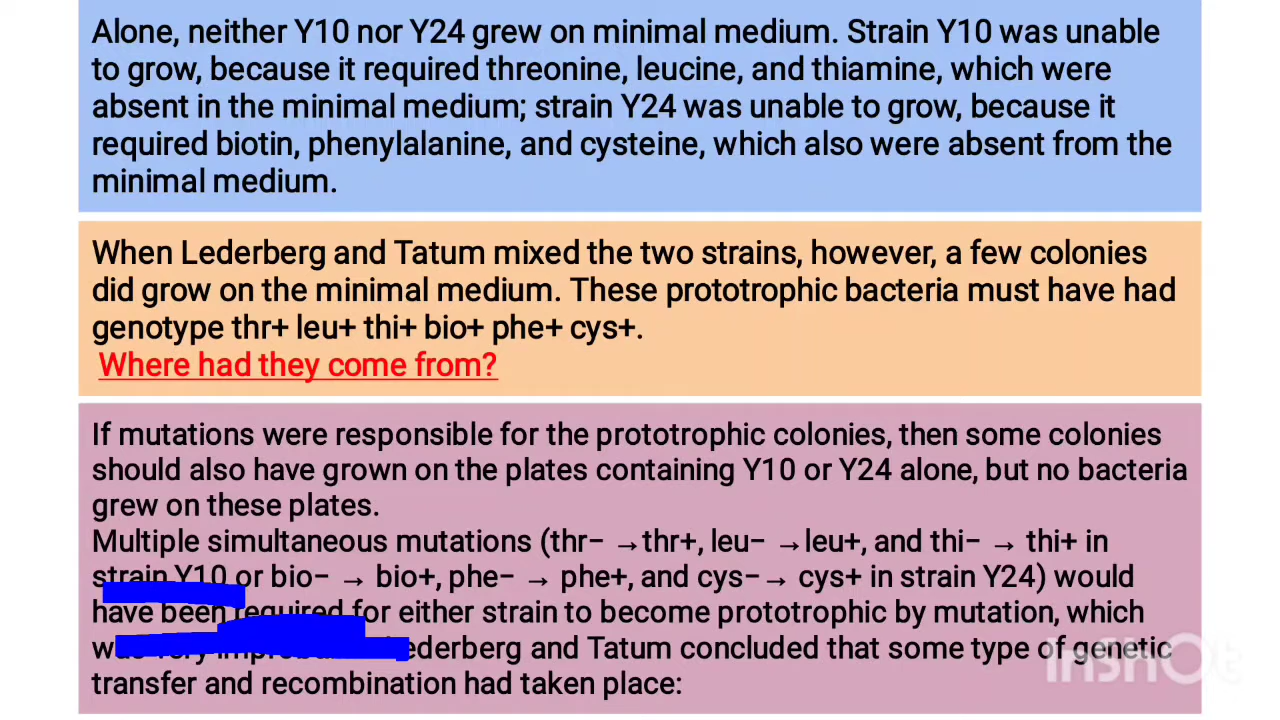 Alone, neither Y10 nor Y24 grew on minimal medium. Strain Y10 was unable
to grow, because it required threonine, leucine, and thiamine, which were
absent in the minimal medium; strain Y24 was unable to grow, because it
required biotin, phenylalanine, and cysteine, which also were absent from the
minimal medium.
When Lederberg and Tatum mixed the two strains, however, a few colonies
did grow on the minimal medium. These prototrophic bacteria must have had
genotype thr+ leu+ thi+ bio+ phe+ cys+.
Where had they come from?
If mutations were responsible for the prototrophic colonies, then some colonies
should also have grown on the plates containing Y10 or Y24 alone, but no bacteria
grew on these plates.
Multiple simultaneous mutations (thr− →thr+, leu− →leu+, and thi− → thi+ in
strain Y10 or bio− → bio+, phe− → phe+, and cys−→ cys+ in strain Y24) would
have been required for either strain to become prototrophic by mutation, which
was very ederberg and Tatum concluded that some type of genetic
transfer and recombination had taken place:
InShOt